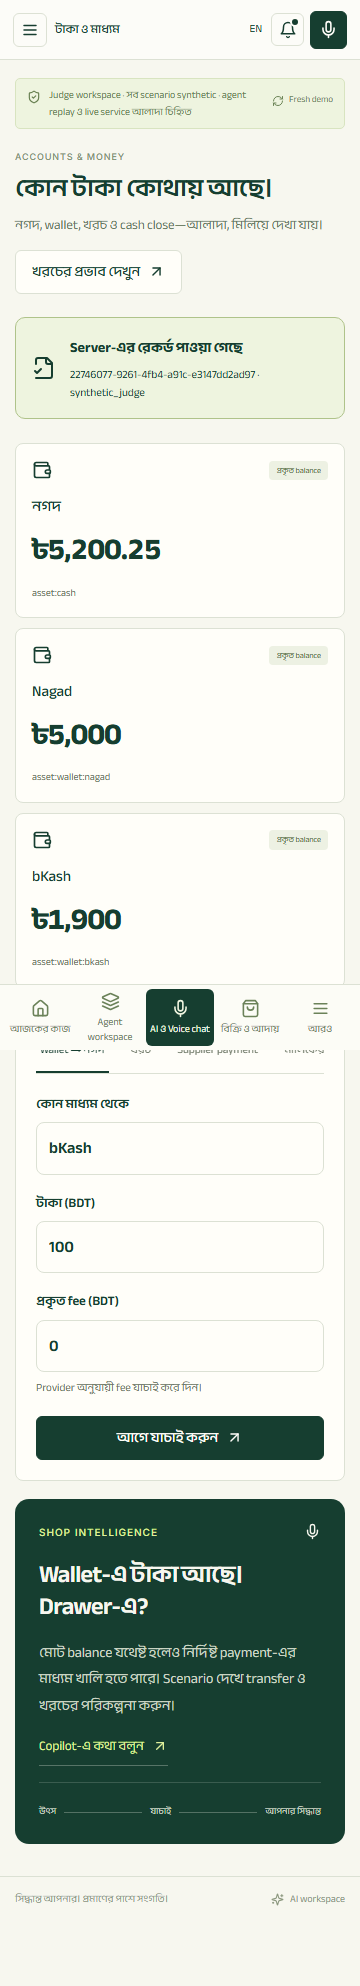 টাকা ও মাধ্যম
EN
Judge workspace · সব scenario synthetic · agent
replay ও live service আলাদা চিহ্নিত
Fresh demo
ACCOUNTS & MONEY
কোন টাকা কোথায় আছে।
নগদ, wallet, খরচ ও cash close—আলাদা, মিলিয়ে দেখা যায়।
খরচের প্রভাব দেখুন
Server-এর রেকর্ড পাওয়া গেছে
22746077-9261-4fb4-a91c-e3147dd2ad97 ·
synthetic_judge
প্রকৃত balance
নগদ
৳5,200.25
asset:cash
প্রকৃত balance
Nagad
৳5,000
asset:wallet:nagad
প্রকৃত balance
bKash
৳1,900
asset:wallet:bkash
আজকের কাজ
Agent
workspace
AI ও Voice chat
বিক্রি ও আদায়
আরও
Wallet → নগদ
খরচ
Supplier payment
মালিকের
কোন মাধ্যম থেকে
bKash
টাকা (BDT)
100
প্রকৃত fee (BDT)
0
Provider অনুযায়ী fee যাচাই করে দিন।
আগে যাচাই করুন
SHOP INTELLIGENCE
Wallet-এ টাকা আছে।
Drawer-এ?
মোট balance যথেষ্ট হলেও নির্দিষ্ট payment-এর
মাধ্যম খালি হতে পারে। Scenario দেখে transfer ও
খরচের পরিকল্পনা করুন।
Copilot-এ কথা বলুন
উৎস
যাচাই
আপনার সিদ্ধান্ত
সিদ্ধান্ত আপনার। প্রমাণের পাশে সংগতি।
AI workspace